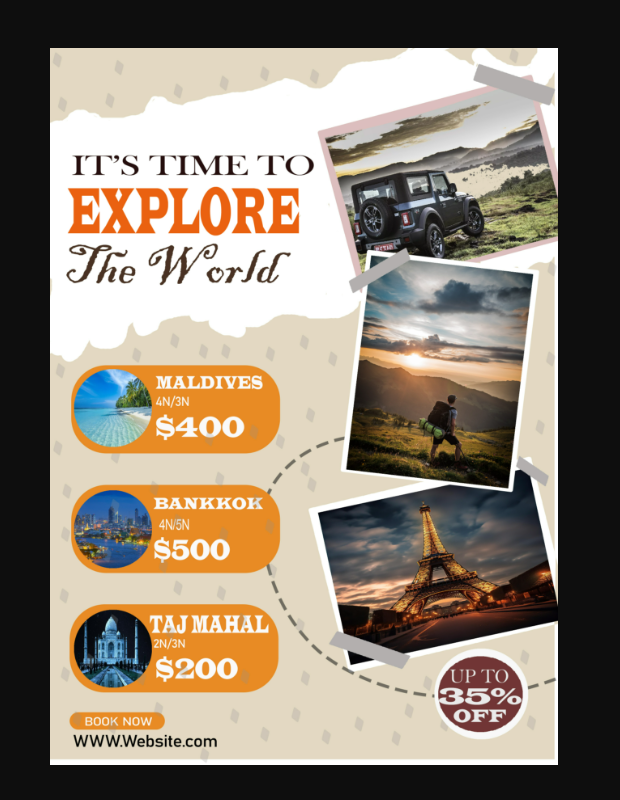 IT'S TIME TO
EXPLORE
The World
MALDIVES
4N/3N
$400
BANKKOK
4N/5N
$500
TAJ MAHAL
2N/3N
$200
BOOK NOW
WWW.Website.com
UP TO
35%
OFF